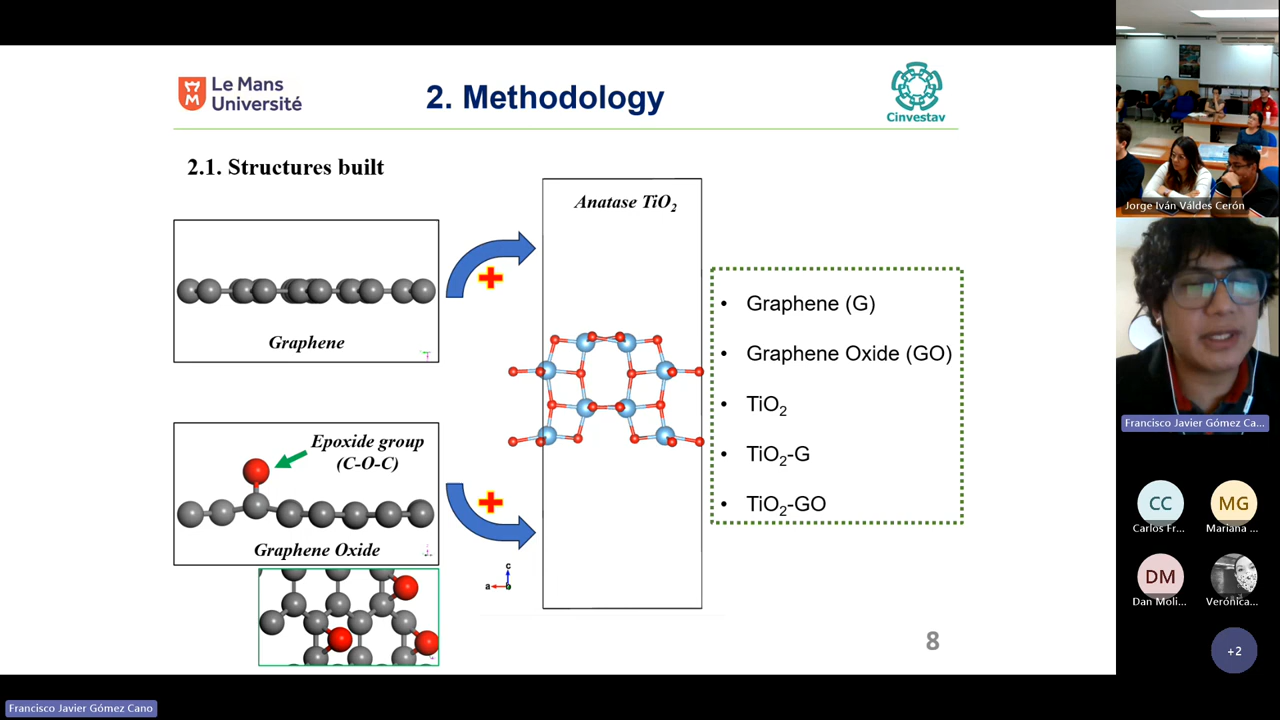 Le Mans
Université
2. Methodology
Cinvestav
2.1. Structures built
Graphene
Epoxide group
(C-O-C)
Graphene Oxide
Anatase TiO2
c
a
• Graphene (G)
• Graphene Oxide (GO)
• TiO2
• TiO2-G
• TiO2-GO
8
Jorge Iván Váldes Cerón
Francisco Javier Gómez Ca...
CC
Carlos Fr...
MG
Mariana ...
DM
Dan Moli...
Verónica...
+2
Francisco Javier Gómez Cano